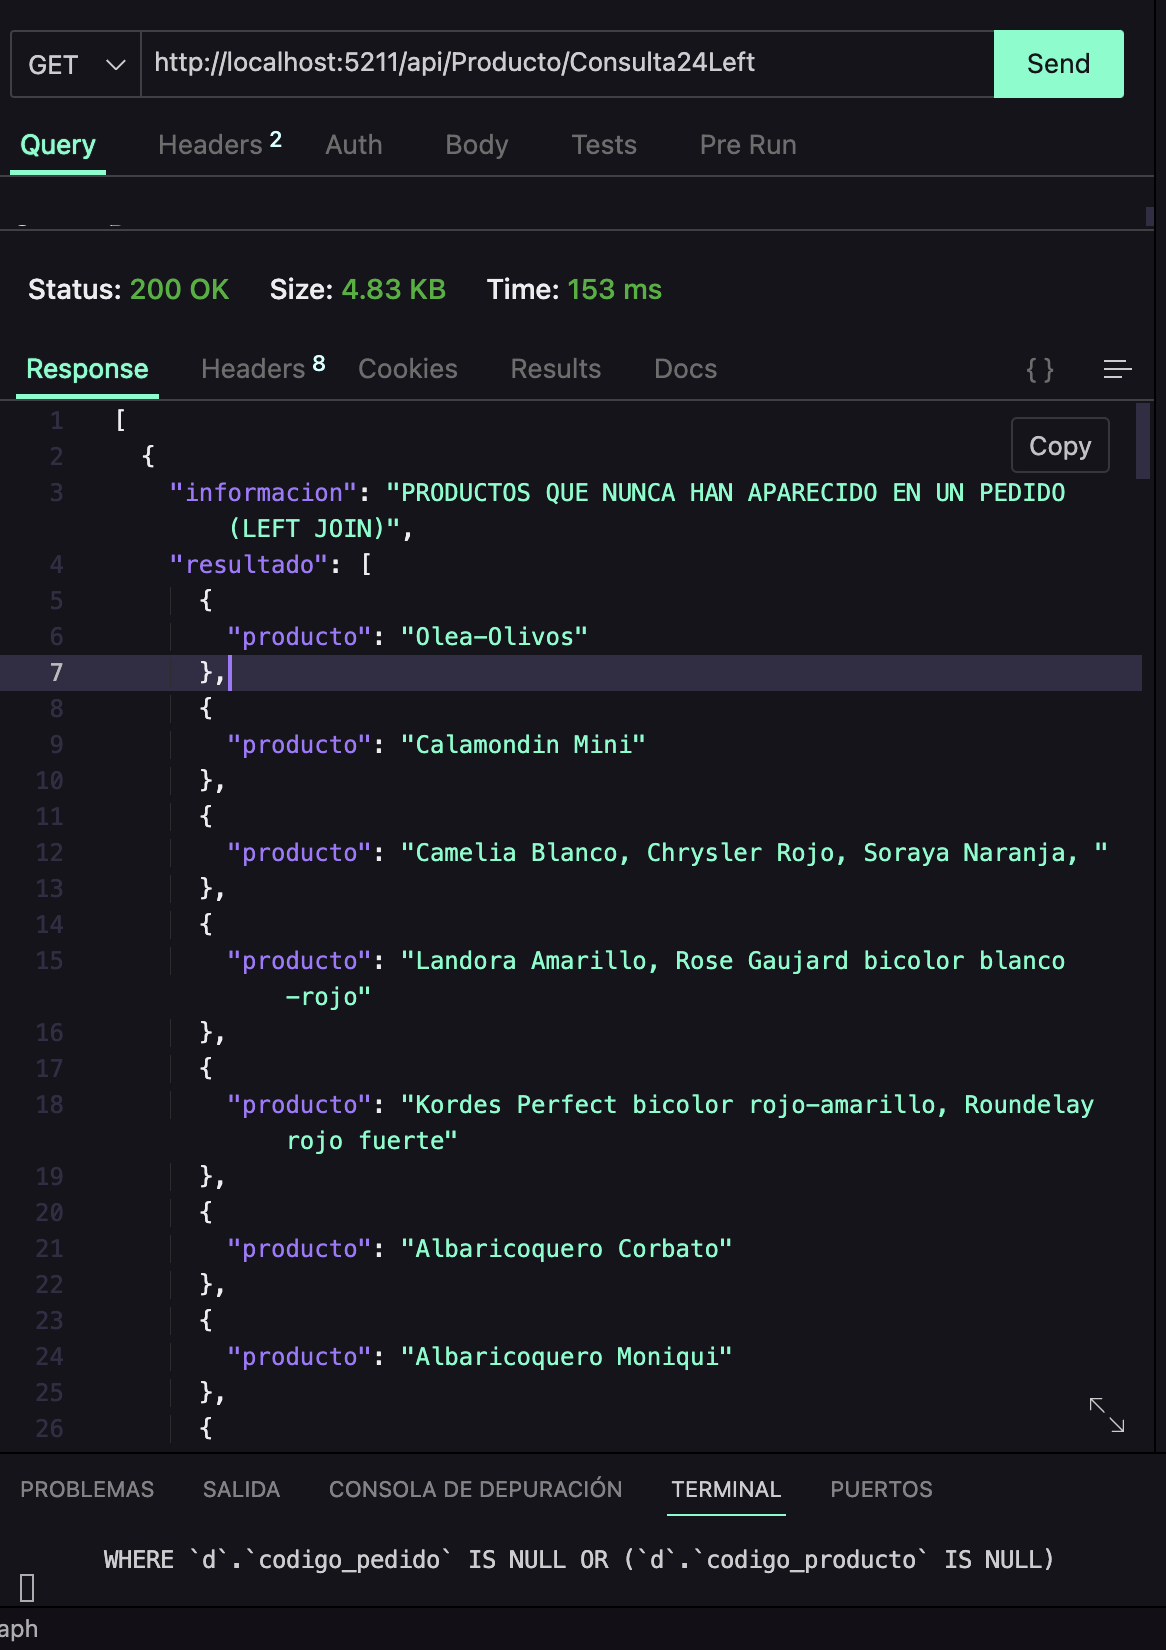 GET http://localhost:5211/api/Producto/Consulta24Left Send
Query Headers 2 Auth Body Tests Pre Run
Status: 200 OK Size: 4.83 KB Time: 153 ms
Response Headers 8 Cookies Results Docs { }
Copy
1 [
2 {
3 "informacion": "PRODUCTOS QUE NUNCA HAN APARECIDO EN UN PEDIDO
(LEFT JOIN)",
4 "resultado": [
5 {
6 "producto": "Olea-Olivos"
7 },
8 {
9 "producto": "Calamondin Mini"
10 },
11 {
12 "producto": "Camelia Blanco, Chrysler Rojo, Soraya Naranja, "
13 },
14 {
15 "producto": "Landora Amarillo, Rose Gaujard bicolor blanco
-rojo"
16 },
17 {
18 "producto": "Kordes Perfect bicolor rojo-amarillo, Roundelay
rojo fuerte"
19 },
20 {
21 "producto": "Albaricoquero Corbato"
22 },
23 {
24 "producto": "Albaricoquero Moniqui"
25 },
26 {
PROBLEMAS SALIDA CONSOLA DE DEPURACIÓN TERMINAL PUERTOS
WHERE `d`.`codigo_pedido` IS NULL OR (`d`.`codigo_producto` IS NULL)
aph